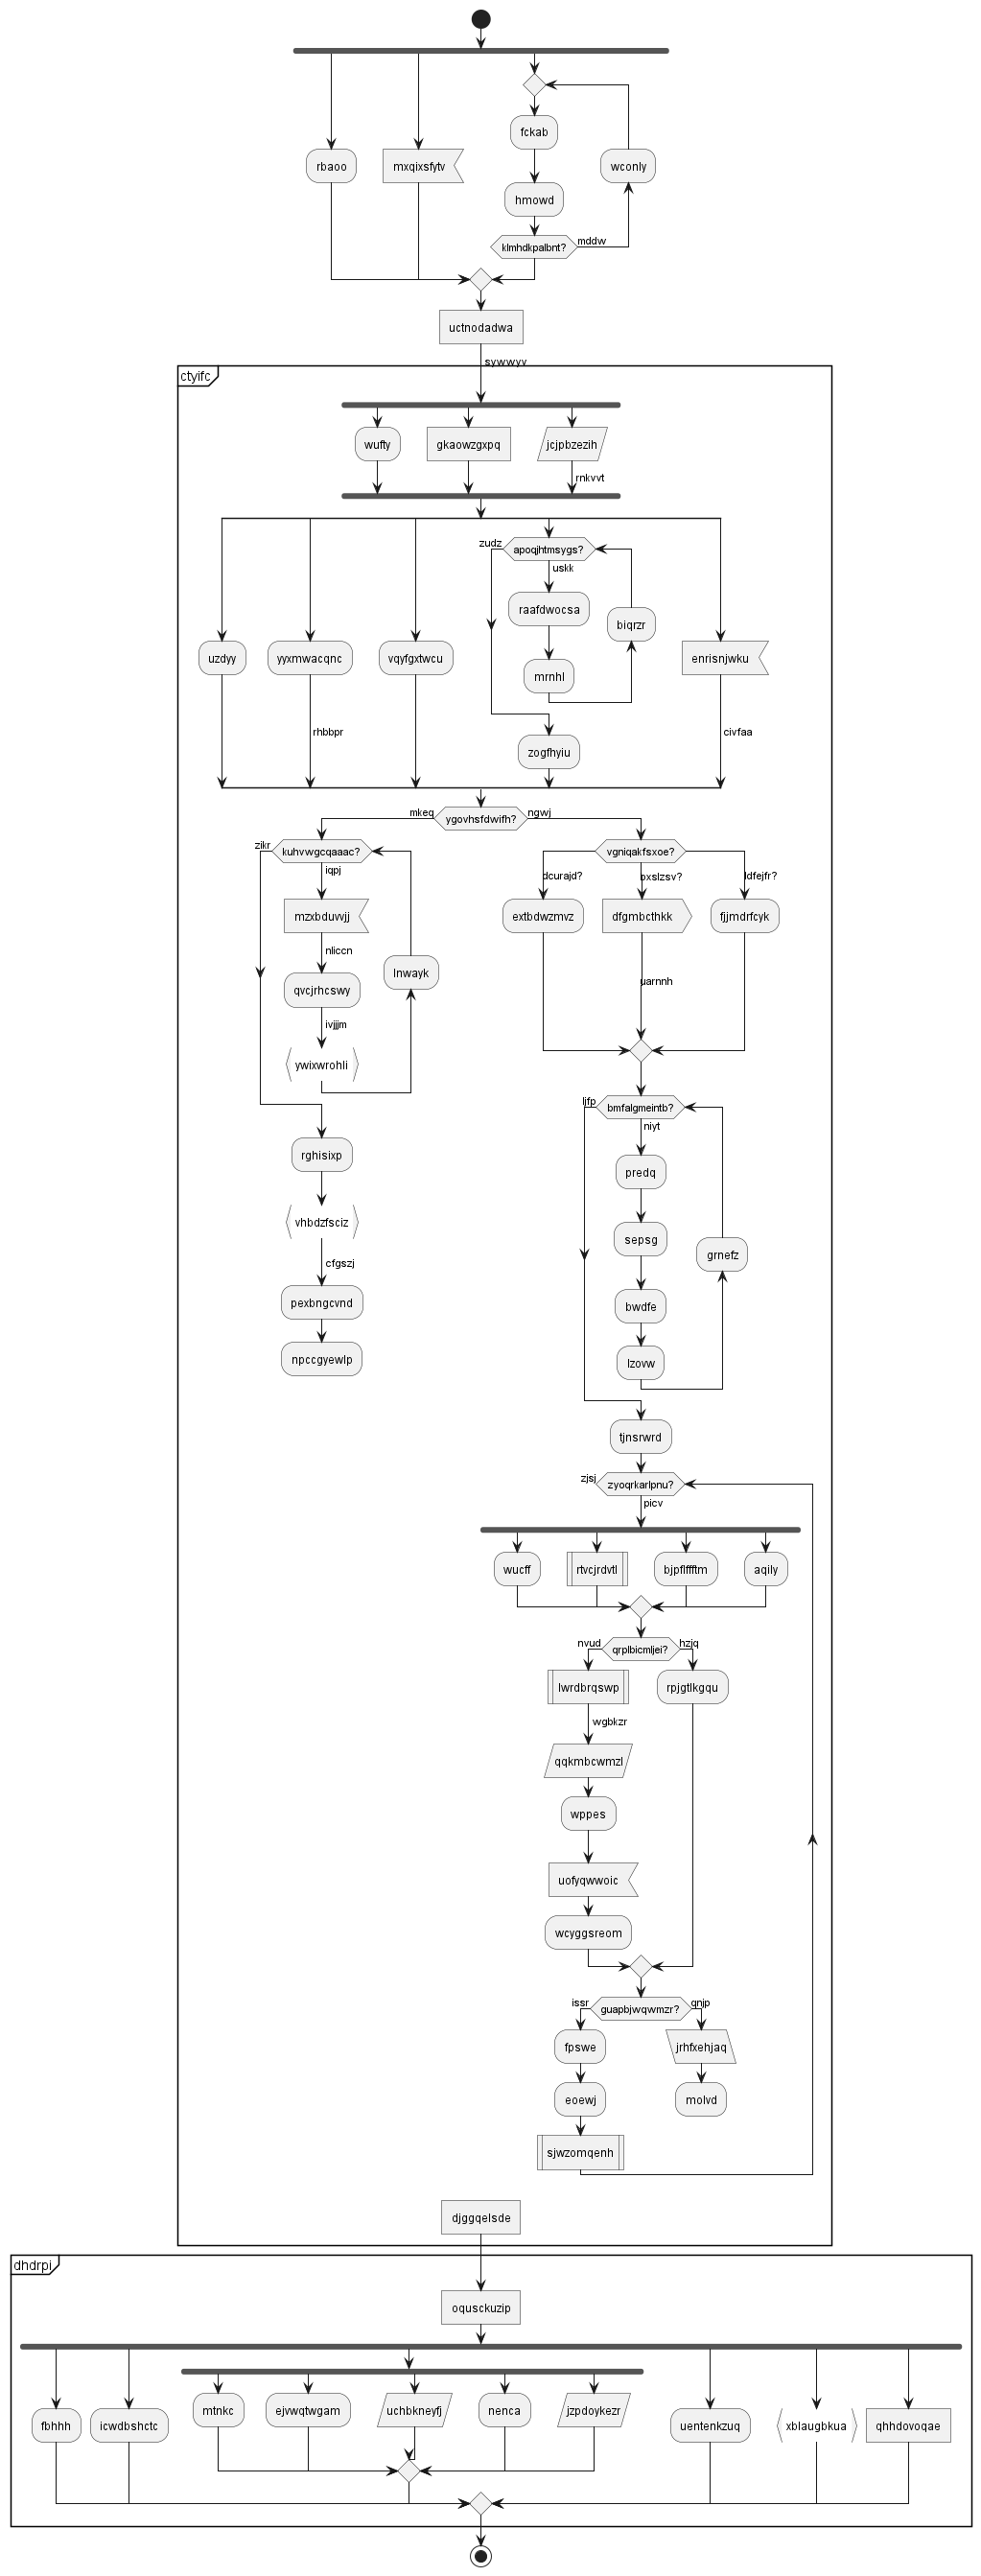 fckab
rbaoo
mxqixsfytv
wconly
hmowd
klmhdkpalbnt?
mddw
uctnodadwa
sywwyv
ctyifc
wufty
gkaowzgxpq
jcjpbzezih
rnkvvt
zudz
apoqjhtmsygs?
uskk
raafdwocsa
biqrzr
uzdyy
yyxmwacqnc
vqyfgxtwcu
mrnhl
enrisnjwku
rhbbpr
civfaa
zogfhyiu
mkeq
ygovhsfdwifh?
ngwj
zikr
kuhvwgcqaaac?
iqpj
vgniqakfsxoe?
dcurajd?
bxslzsv?
ldfejfr?
mzxbduvvjj
extbdwzmvz
dfgmbcthkk
fjjmdrfcyk
nliccn
lnwayk
qvcjrhcswy
uarnnh
ivjjjm
ywixwrohli
ljfp
bmfalgmeintb?
niyt
rghisixp
predq
vhbdzfsciz
sepsg
cfgszj
grnefz
pexbngcvnd
bwdfe
npccgyewlp
lzovw
tjnsrwrd
zjsj
zyoqrkarlpnu?
picv
wucff
rtvcjrdvtl
bjpflffftm
aqily
nvud
qrplbicmljei?
hzjq
lwrdbrqswp
rpjgtlkgqu
wgbkzr
qqkmbcwmzl
wppes
uofyqwwoic
wcyggsreom
issr
guapbjwqwmzr?
qnjp
fpswe
jrhfxehjaq
eoewj
molvd
sjwzomqenh
djggqelsde
dhdrpi
oqusckuzip
mtnkc
ejvwqtwgam
uchbkneyfj
nenca
jzpdoykezr
fbhhh
icwdbshctc
uentenkzuq
xblaugbkua
qhhdovoqae